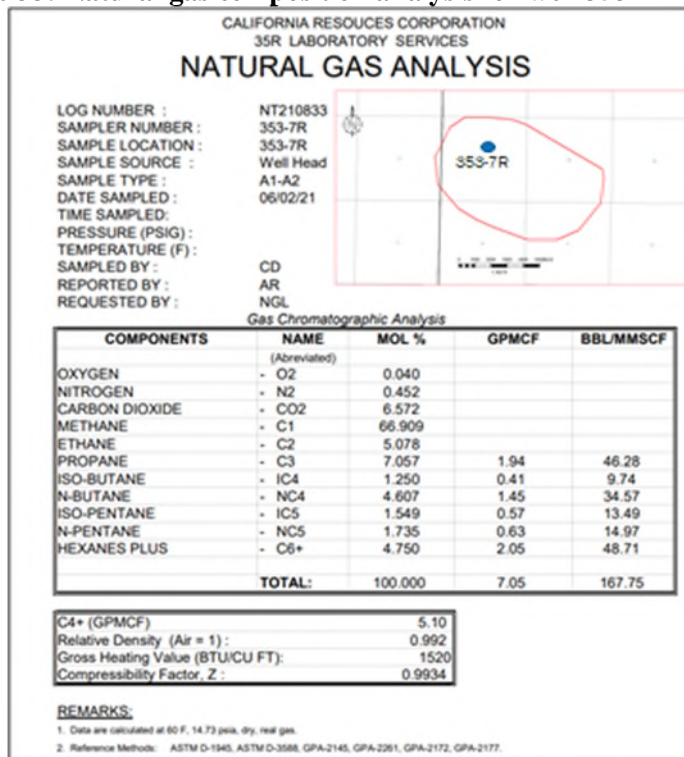 CALIFORNIA RESOUCES CORPORATION
35R LABORATORY SERVICES
NATURAL GAS ANALYSIS
LOG NUMBER : NT210833
SAMPLER NUMBER : 353-7R
SAMPLE LOCATION : 353-7R
SAMPLE SOURCE : Well Head
SAMPLE TYPE : A1-A2
DATE SAMPLED : 06/02/21
TIME SAMPLED:
PRESSURE (PSIG) :
TEMPERATURE (F) :
SAMPLED BY : CD
REPORTED BY : AR
REQUESTED BY : NGL
353-7R
Gas Chromatographic Analysis
COMPONENTS NAME MOL % GPMCF BBL/MMSCF
(Abreviated)
OXYGEN - O2 0.040
NITROGEN - N2 0.452
CARBON DIOXIDE - CO2 6.572
METHANE - C1 66.909
ETHANE - C2 5.078
PROPANE - C3 7.057 1.94 46.28
ISO-BUTANE - IC4 1.250 0.41 9.74
N-BUTANE - NC4 4.607 1.45 34.57
ISO-PENTANE - IC5 1.549 0.57 13.49
N-PENTANE - NC5 1.735 0.63 14.97
HEXANES PLUS - C6+ 4.750 2.05 48.71
TOTAL: 100.000 7.05 167.75
C4+ (GPMCF) 5.10
Relative Density (Air = 1) : 0.992
Gross Heating Value (BTU/CU FT): 1520
Compressibility Factor, Z : 0.9934
REMARKS:
1. Data are calculated at 60 F, 14.73 psia, dry, real gas.
2. Reference Methods: ASTM D-1945, ASTM D-3588, GPA-2145, GPA-2261, GPA-2172, GPA-2177.